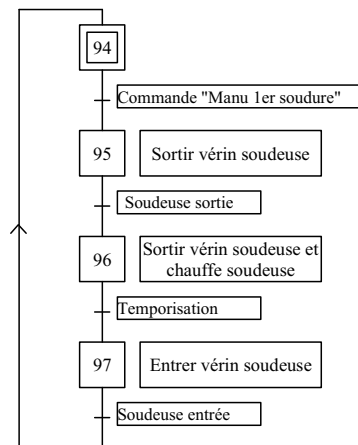 94
Commande "Manu 1er soudure"
95
Sortir vérin soudeuse
Soudeuse sortie
96
Sortir vérin soudeuse et
chauffe soudeuse
Temporisation
97
Entrer vérin soudeuse
Soudeuse entrée